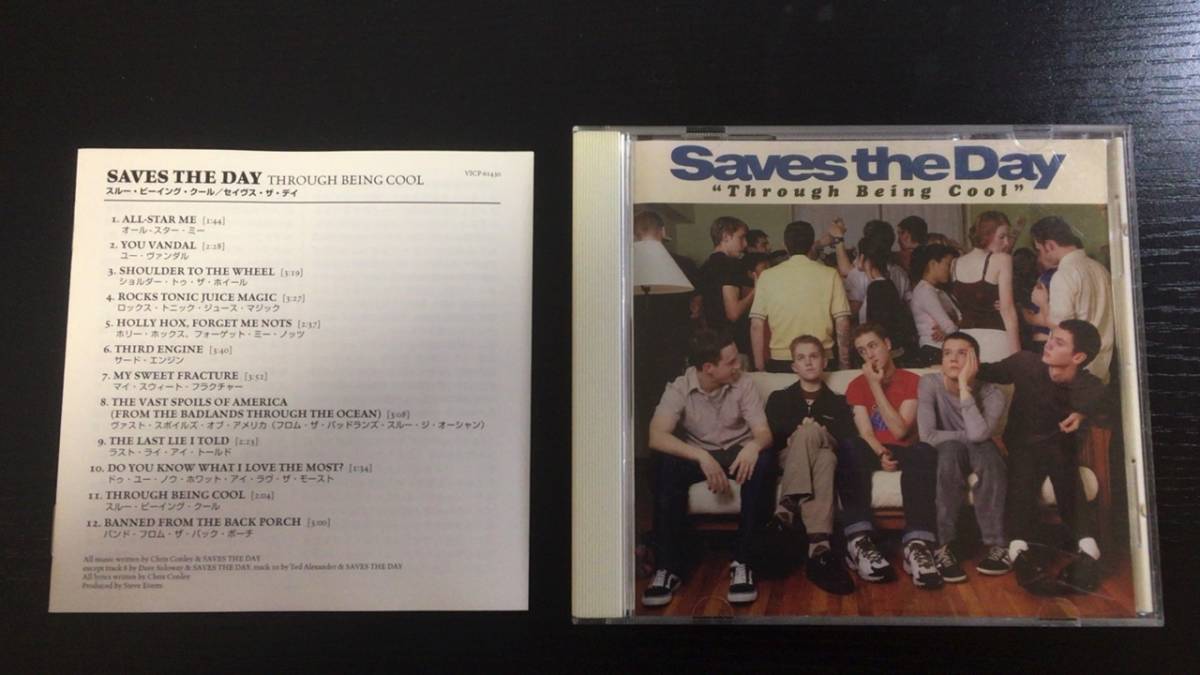 SAVES THE DAY THROUGH BEING COOL VICP-61430
スルー・ビーイング・クール／セイヴス・ザ・デイ
1. ALL-STAR ME [1:44]
オール・スター・ミー
2. YOU VANDAL [2:28]
ユー・ヴァンダル
3. SHOULDER TO THE WHEEL [3:19]
ショルダー・トゥ・ザ・ホイール
4. ROCKS TONIC JUICE MAGIC [3:27]
ロックス・トニック・ジュース・マジック
5. HOLLY HOX, FORGET ME NOTS [2:37]
ホリー・ホックス、フォーゲット・ミー・ノッツ
6. THIRD ENGINE [3:40]
サード・エンジン
7. MY SWEET FRACTURE [3:52]
マイ・スウィート・フラクチャー
8. THE VAST SPOILS OF AMERICA
(FROM THE BADLANDS THROUGH THE OCEAN) [3:08]
ヴァスト・スポイルズ・オブ・アメリカ（フロム・ザ・バッドランズ・スルー・ジ・オーシャン）
9. THE LAST LIE I TOLD [2:23]
ラスト・ライ・アイ・トールド
10. DO YOU KNOW WHAT I LOVE THE MOST? [1:34]
ドゥ・ユー・ノウ・ホワット・アイ・ラヴ・ザ・モースト
11. THROUGH BEING COOL [2:04]
スルー・ビーイング・クール
12. BANNED FROM THE BACK PORCH [3:00]
バンド・フロム・ザ・バック・ポーチ
All music written by Chris Conley & SAVES THE DAY
except track 8 by Dave Soloway & SAVES THE DAY, track 10 by Ted Alexander & SAVES THE DAY
All lyrics written by Chris Conley
Produced by Steve Evetts
Saves the Day
“Through Being Cool”